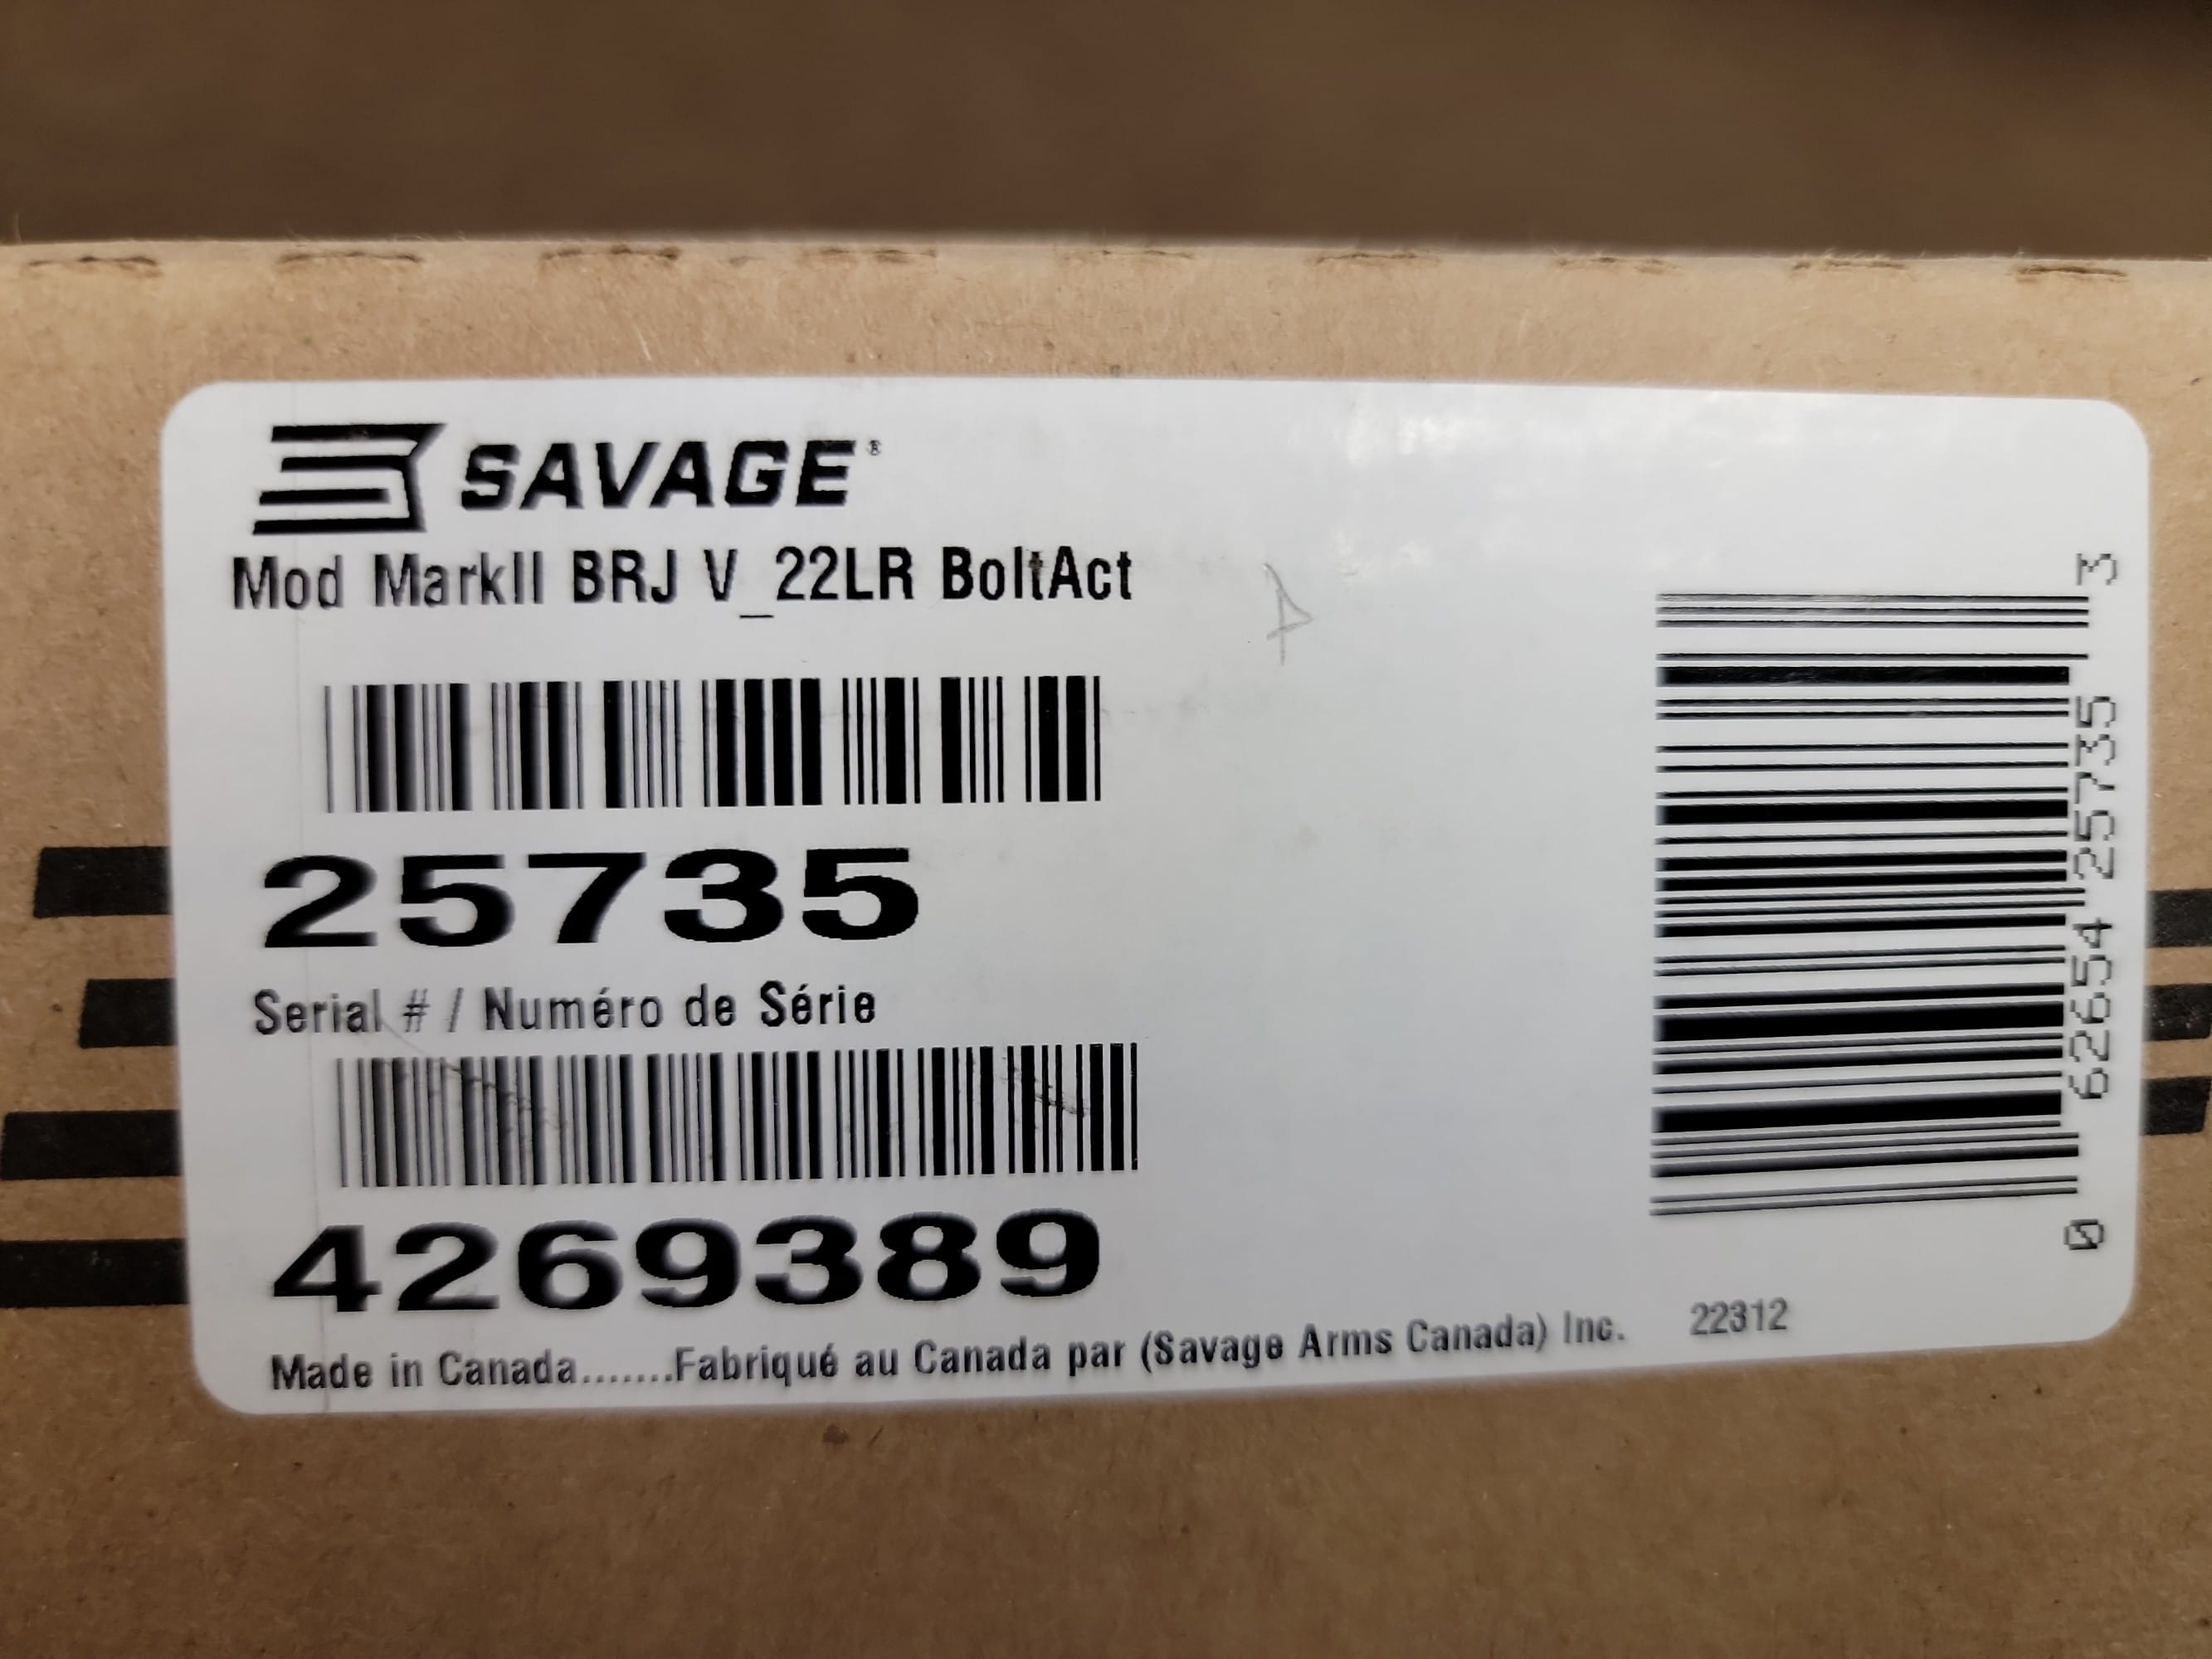 SAVAGE®
Mod MarkII BRJ V_22LR BoltAct
25735
Serial # / Numéro de Série
4269389
Made in Canada.......Fabriqué au Canada par (Savage Arms Canada) Inc. 22312
0 62654 25735 3